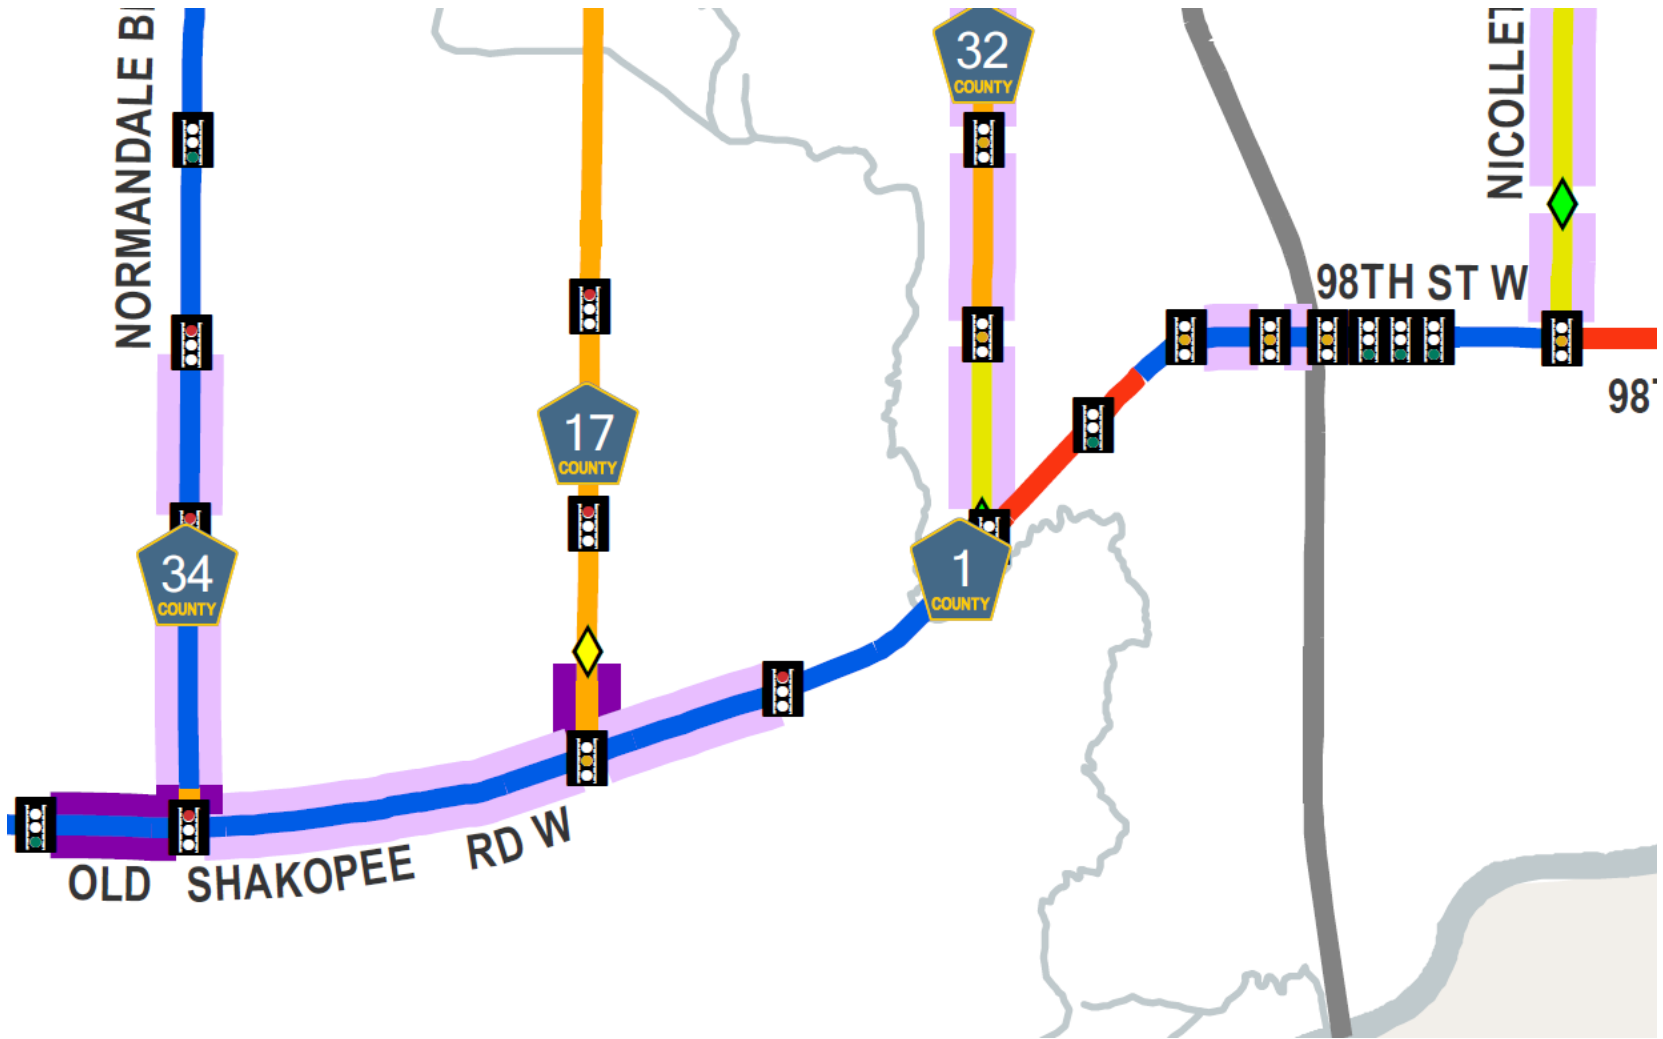 NORMANDALE B
32
COUNTY
NICOLLET
98TH ST W
98
17
COUNTY
34
COUNTY
1
COUNTY
OLD SHAKOPEE RD W